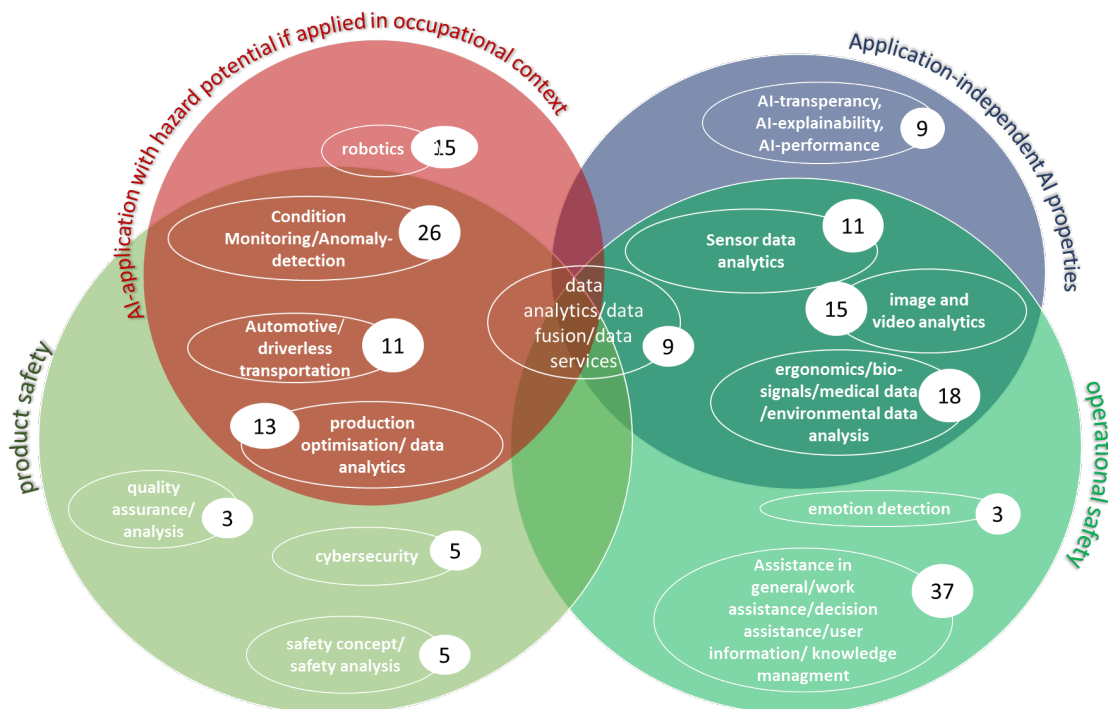 AI-application with hazard potential if applied in occupational context
Application-independent AI properties
product safety
operational safety
robotics
15
Condition
Monitoring/Anomaly-
detection
26
Automotive/
driverless
transportation
11
13
production
optimisation/ data
analytics
quality
assurance/
analysis
3
cybersecurity
5
safety concept/
safety analysis
5
data
analytics/data
fusion/data
services
9
AI-transperancy,
AI-explainability,
AI-performance
9
Sensor data
analytics
11
15
image and
video analytics
ergonomics/bio-
signals/medical data
/environmental data
analysis
18
emotion detection
3
Assistance in
general/work
assistance/decision
assistance/user
information/ knowledge
managment
37